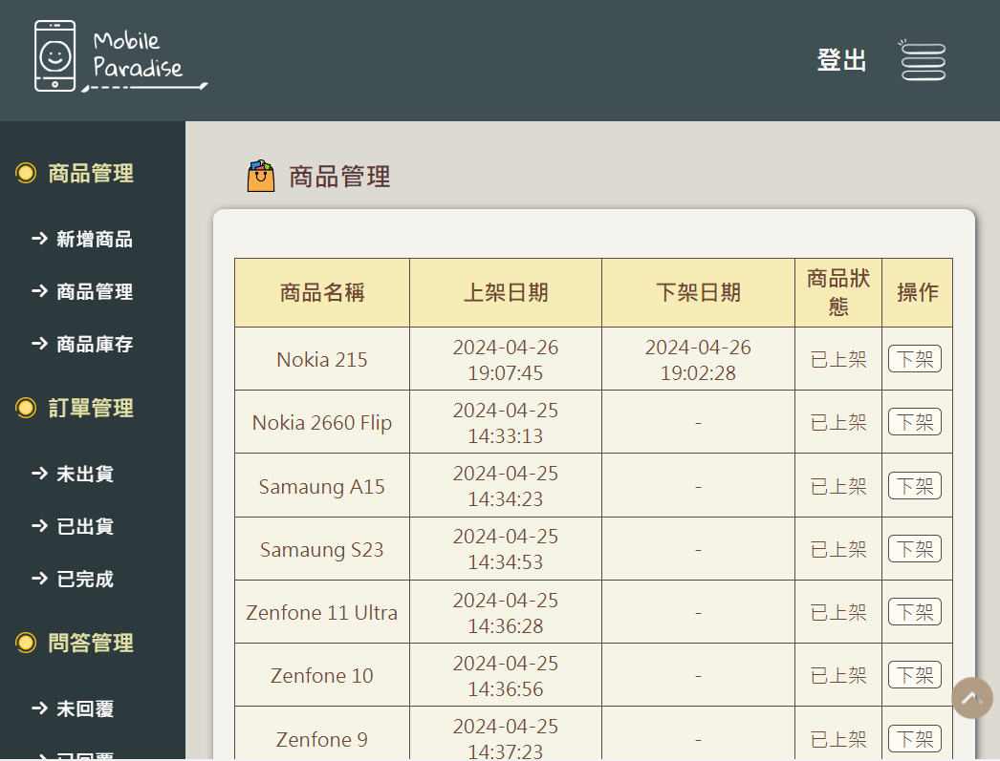 Mobile
Paradise
登出
商品管理
新增商品
商品管理
商品庫存
訂單管理
未出貨
已出貨
已完成
問答管理
未回覆
已回覆
商品管理
商品名稱 上架日期 下架日期 商品狀態 操作
Nokia 215 2024-04-26 19:07:45 2024-04-26 19:02:28 已上架 下架
Nokia 2660 Flip 2024-04-25 14:33:13 - 已上架 下架
Samaung A15 2024-04-25 14:34:23 - 已上架 下架
Samaung S23 2024-04-25 14:34:53 - 已上架 下架
Zenfone 11 Ultra 2024-04-25 14:36:28 - 已上架 下架
Zenfone 10 2024-04-25 14:36:56 - 已上架 下架
Zenfone 9 2024-04-25 14:37:23 - 已上架 下架